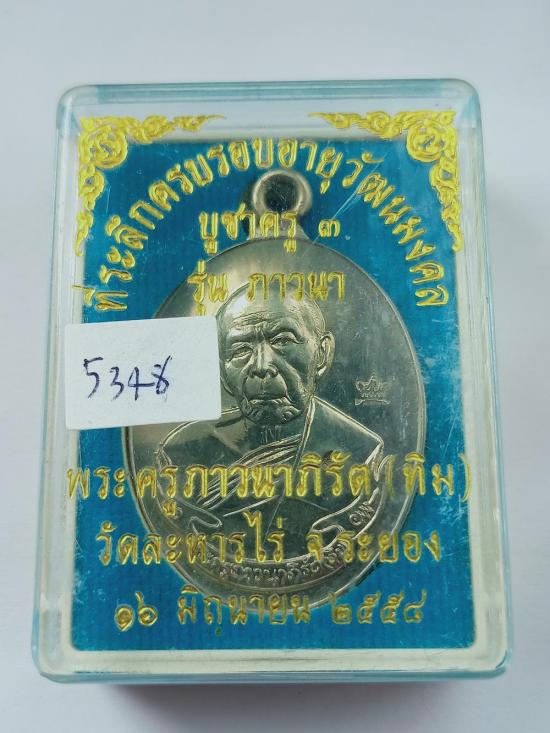 ที่ระลึกครบรอบอายุวัฒนมงคล
บูชาครู ๓
รุ่น ภาวนา
5348
พระครูภาวนาภิรัต (ทิม)
วัดละหารไร่ จ.ระยอง
๑๖ มิถุนายน ๒๕๕๘